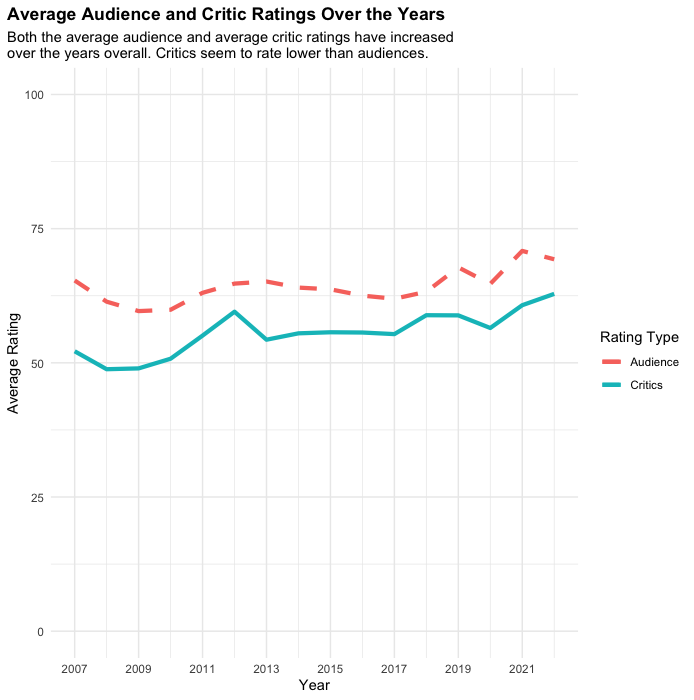 Average Audience and Critic Ratings Over the Years
Both the average audience and average critic ratings have increased
over the years overall. Critics seem to rate lower than audiences.
100
75
50
25
0
Average Rating
2007 2009 2011 2013 2015 2017 2019 2021
Year
Rating Type
Audience
Critics